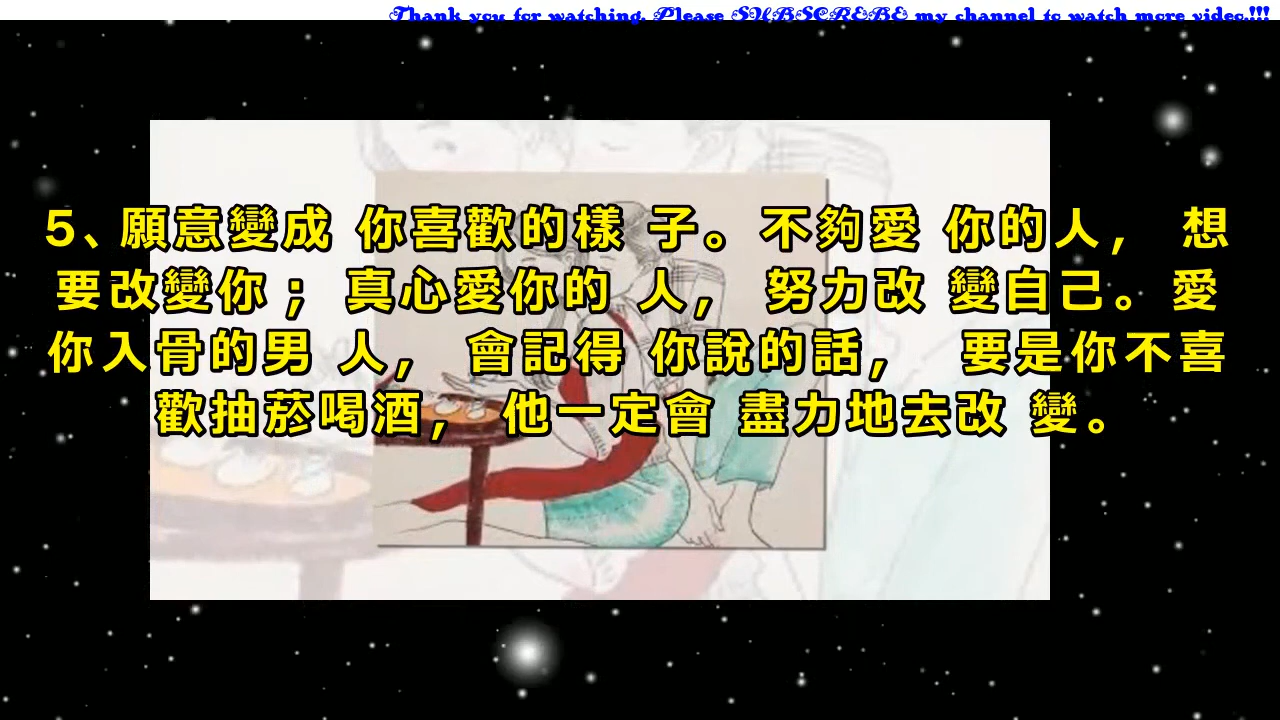 Thank you for watching. Please SUBSCREBE my channel to watch more video.!!!
5、願意變成 你喜歡的樣 子。不夠愛 你的人， 想
要改變你； 真心愛你的 人， 努力改 變自己。愛
你入骨的男 人， 會記得 你說的話， 要是你不喜
歡抽菸喝酒， 他一定會 盡力地去改 變。